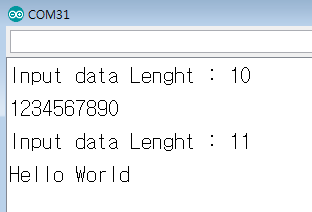 COM31
Input data Lenght : 10
1234567890
Input data Lenght : 11
Hello World